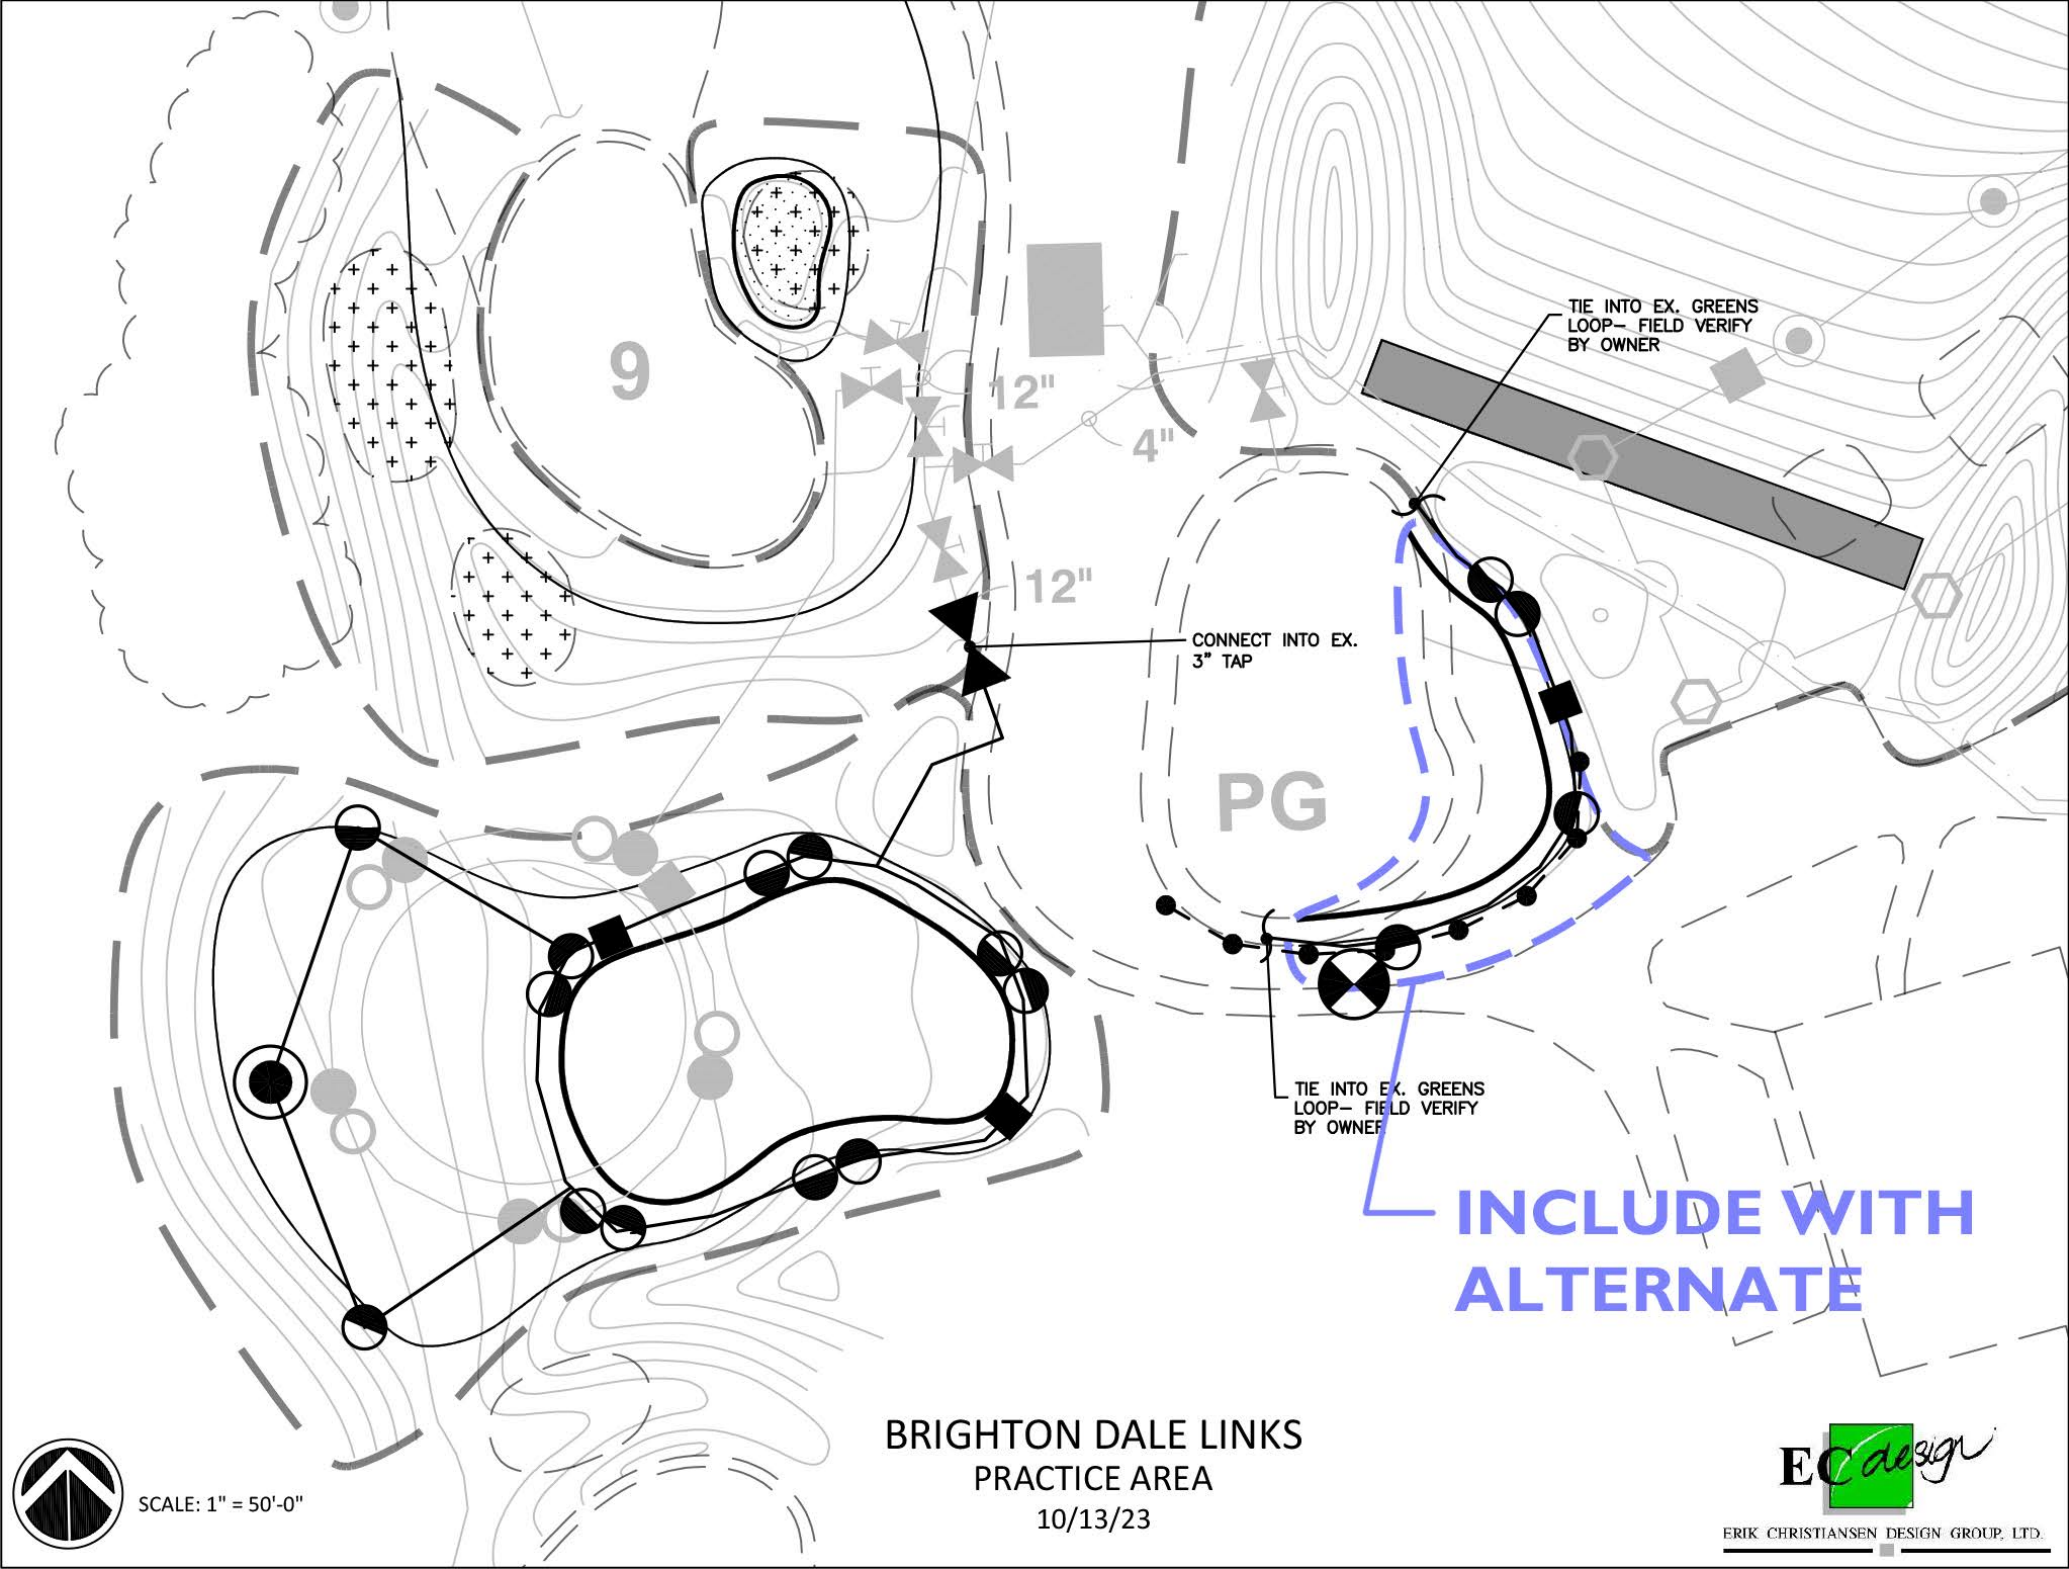 TIE INTO EX. GREENS
LOOP– FIELD VERIFY
BY OWNER
9
12"
4"
12"
CONNECT INTO EX.
3" TAP
PG
TIE INTO EX. GREENS
LOOP– FIELD VERIFY
BY OWNER
INCLUDE WITH
ALTERNATE
BRIGHTON DALE LINKS
PRACTICE AREA
10/13/23
SCALE: 1" = 50'-0"
EC design
ERIK CHRISTIANSEN DESIGN GROUP, LTD.